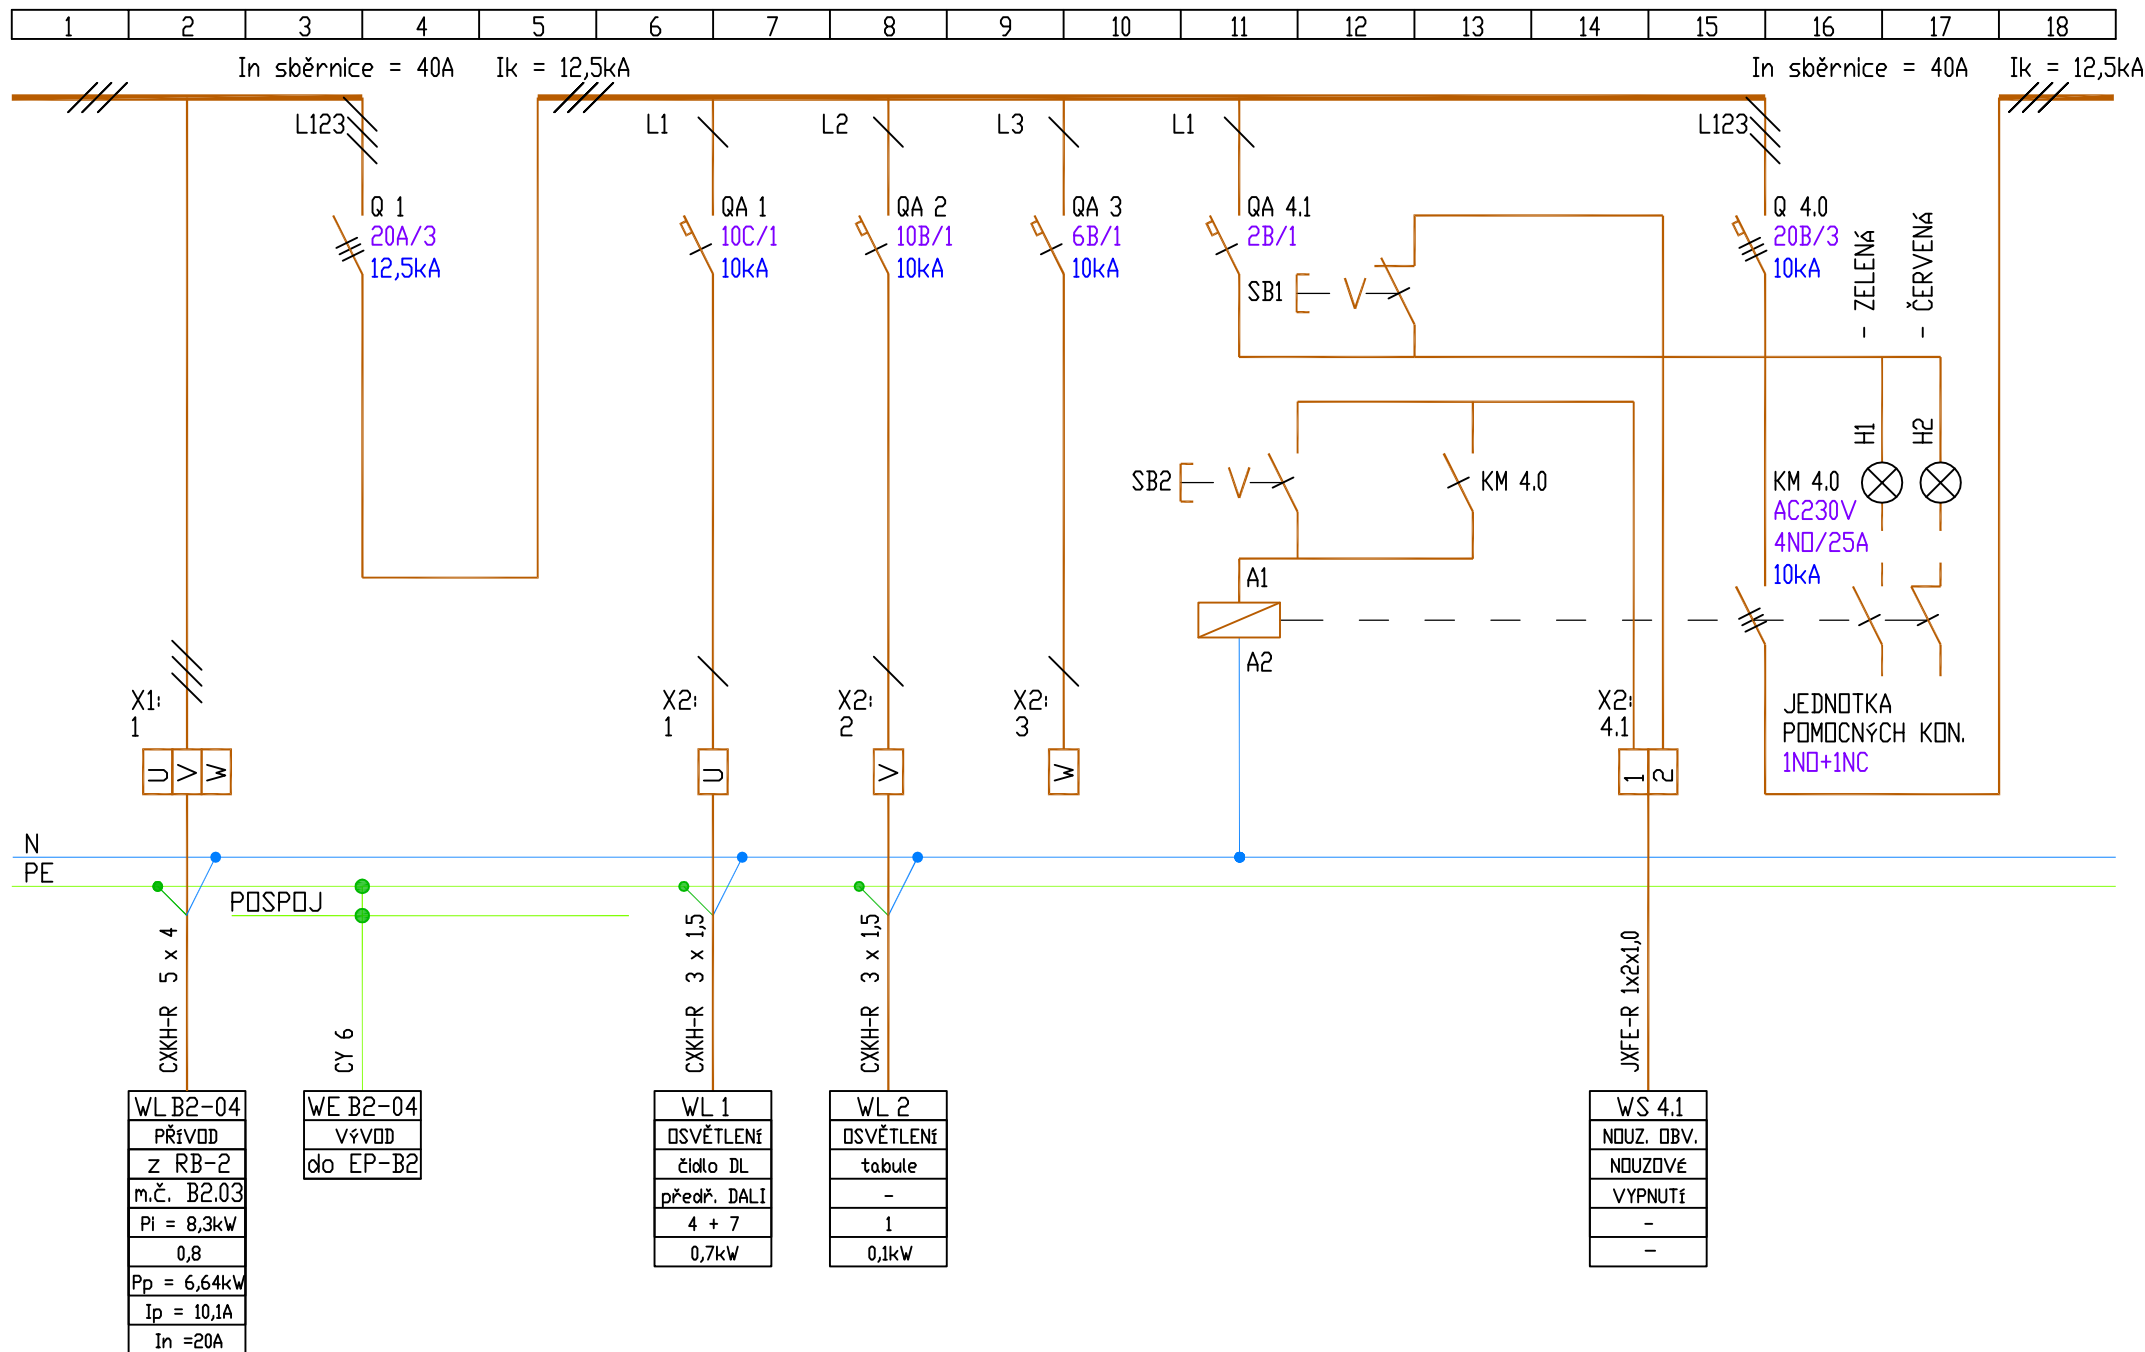 1 2 3 4 5 6 7 8 9 10 11 12 13 14 15 16 17 18
In sběrnice = 40A Ik = 12,5kA In sběrnice = 40A Ik = 12,5kA
L123 L1 L2 L3 L1 L123
Q 1
20A/3
12,5kA
QA 1
10C/1
10kA
QA 2
10B/1
10kA
QA 3
6B/1
10kA
QA 4.1
2B/1
SB1
Q 4.0
20B/3
10kA
- ZELENÁ
- ČERVENÁ
H1
H2
SB2
KM 4.0
KM 4.0
AC230V
4NO/25A
10kA
A1
A2
X1:
1
X2:
1
X2:
2
X2:
3
X2:
4.1
JEDNOTKA
POMOCNÝCH KON.
1NO+1NC
U V W
U
V
W
1 2
N
PE
POSPOJ
CXKH-R 5 x 4
CY 6
CXKH-R 3 x 1,5
CXKH-R 3 x 1,5
JXFE-R 1x2x1,0
WL B2-04
PŘÍVOD
z RB-2
m.č. B2.03
Pi = 8,3kW
0,8
Pp = 6,64kW
Ip = 10,1A
In =20A
WE B2-04
VÝVOD
do EP-B2
WL 1
OSVĚTLENÍ
čidlo DL
předř. DALI
4 + 7
0,7kW
WL 2
OSVĚTLENÍ
tabule
-
1
0,1kW
WS 4.1
NOUZ. OBV.
NOUZOVÉ
VYPNUTÍ
-
-